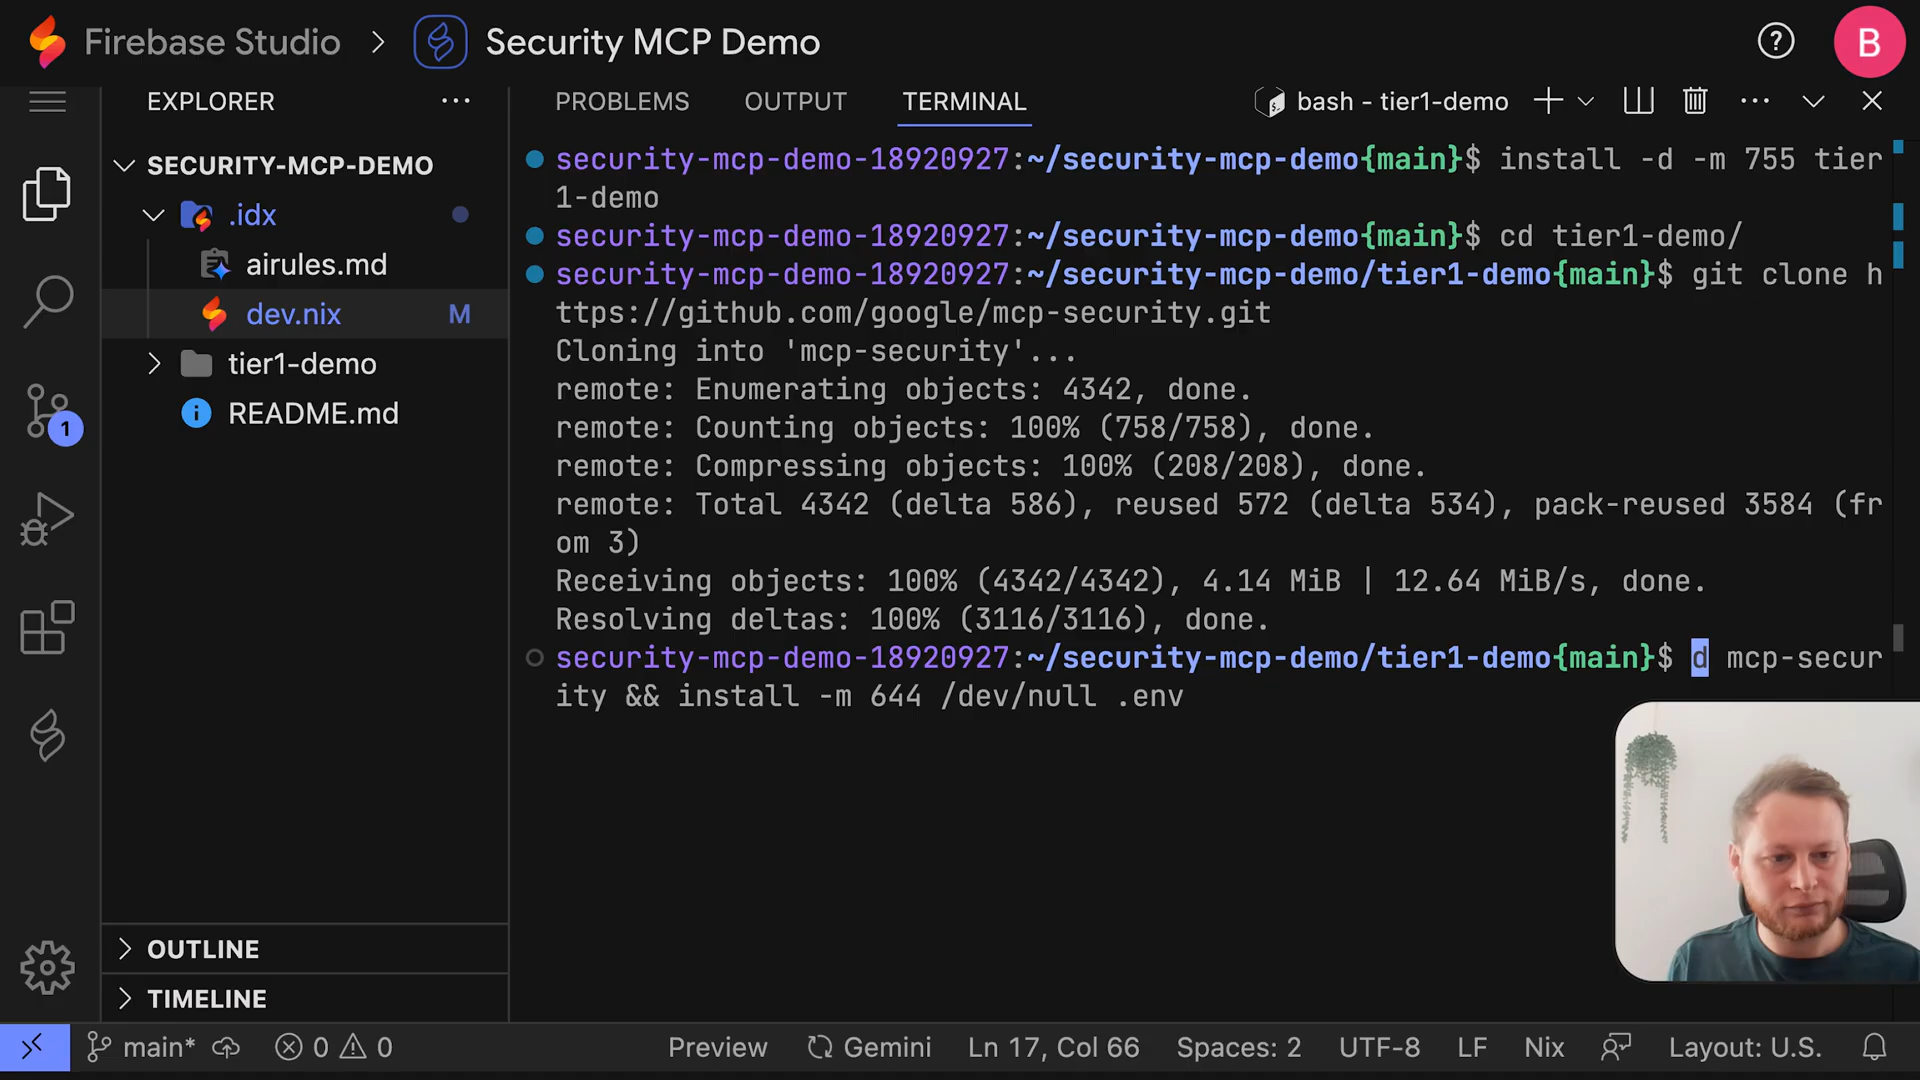 Firebase Studio
Security MCP Demo
B
EXPLORER
PROBLEMS
OUTPUT
TERMINAL
bash - tier1-demo
SECURITY-MCP-DEMO
.idx
airules.md
dev.nix
M
tier1-demo
README.md
1
security-mcp-demo-18920927:~/security-mcp-demo{main}$ install -d -m 755 tier
1-demo
security-mcp-demo-18920927:~/security-mcp-demo{main}$ cd tier1-demo/
security-mcp-demo-18920927:~/security-mcp-demo/tier1-demo{main}$ git clone h
ttps://github.com/google/mcp-security.git
Cloning into 'mcp-security'...
remote: Enumerating objects: 4342, done.
remote: Counting objects: 100% (758/758), done.
remote: Compressing objects: 100% (208/208), done.
remote: Total 4342 (delta 586), reused 572 (delta 534), pack-reused 3584 (fr
om 3)
Receiving objects: 100% (4342/4342), 4.14 MiB | 12.64 MiB/s, done.
Resolving deltas: 100% (3116/3116), done.
security-mcp-demo-18920927:~/security-mcp-demo/tier1-demo{main}$ d mcp-secur
ity && install -m 644 /dev/null .env
OUTLINE
TIMELINE
main*
0
0
Preview
Gemini
Ln 17, Col 66
Spaces: 2
UTF-8
LF
Nix
Layout: U.S.